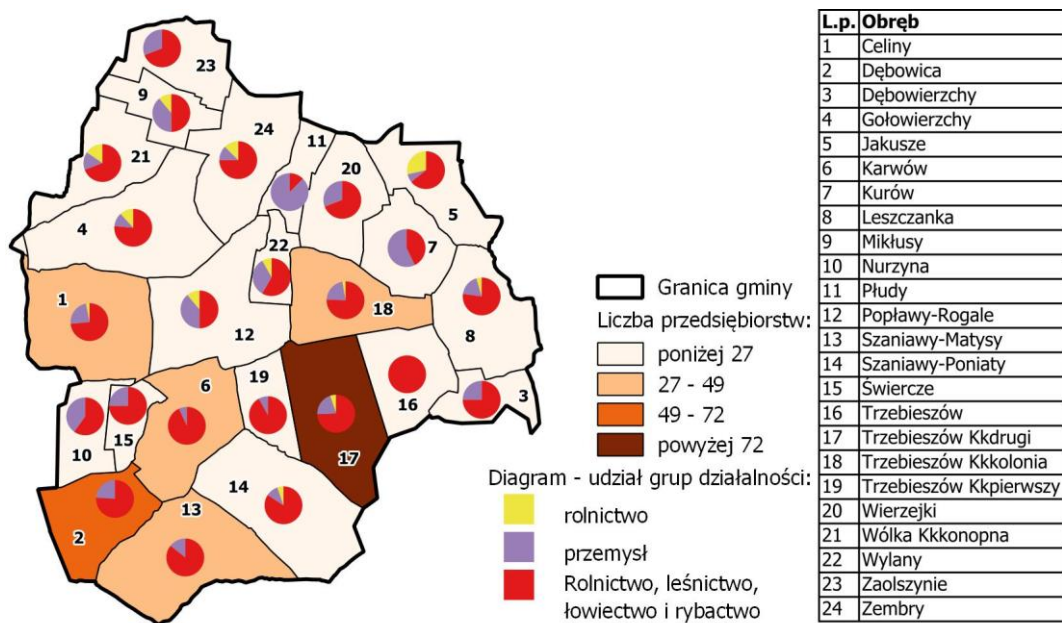 23
9
24
11
21
20
5
4
22
7
1
18
12
8
6
19
3
16
10
15
17
14
13
2
Granica gminy
Liczba przedsiębiorstw:
poniżej 27
27 - 49
49 - 72
powyżej 72
Diagram - udział grup działalności:
rolnictwo
przemysł
Rolnictwo, leśnictwo,
łowiectwo i rybactwo
L.p. Obręb
1 Celiny
2 Dębowica
3 Dębowierzchy
4 Gołowierzchy
5 Jakusze
6 Karwów
7 Kurów
8 Leszczanka
9 Mikłusy
10 Nurzyna
11 Płudy
12 Popławy-Rogale
13 Szaniawy-Matysy
14 Szaniawy-Poniaty
15 Świercze
16 Trzebieszów
17 Trzebieszów Kkdrugi
18 Trzebieszów Kkkolonia
19 Trzebieszów Kkpierwszy
20 Wierzejki
21 Wólka Kkkonopna
22 Wylany
23 Zaolszynie
24 Zembry